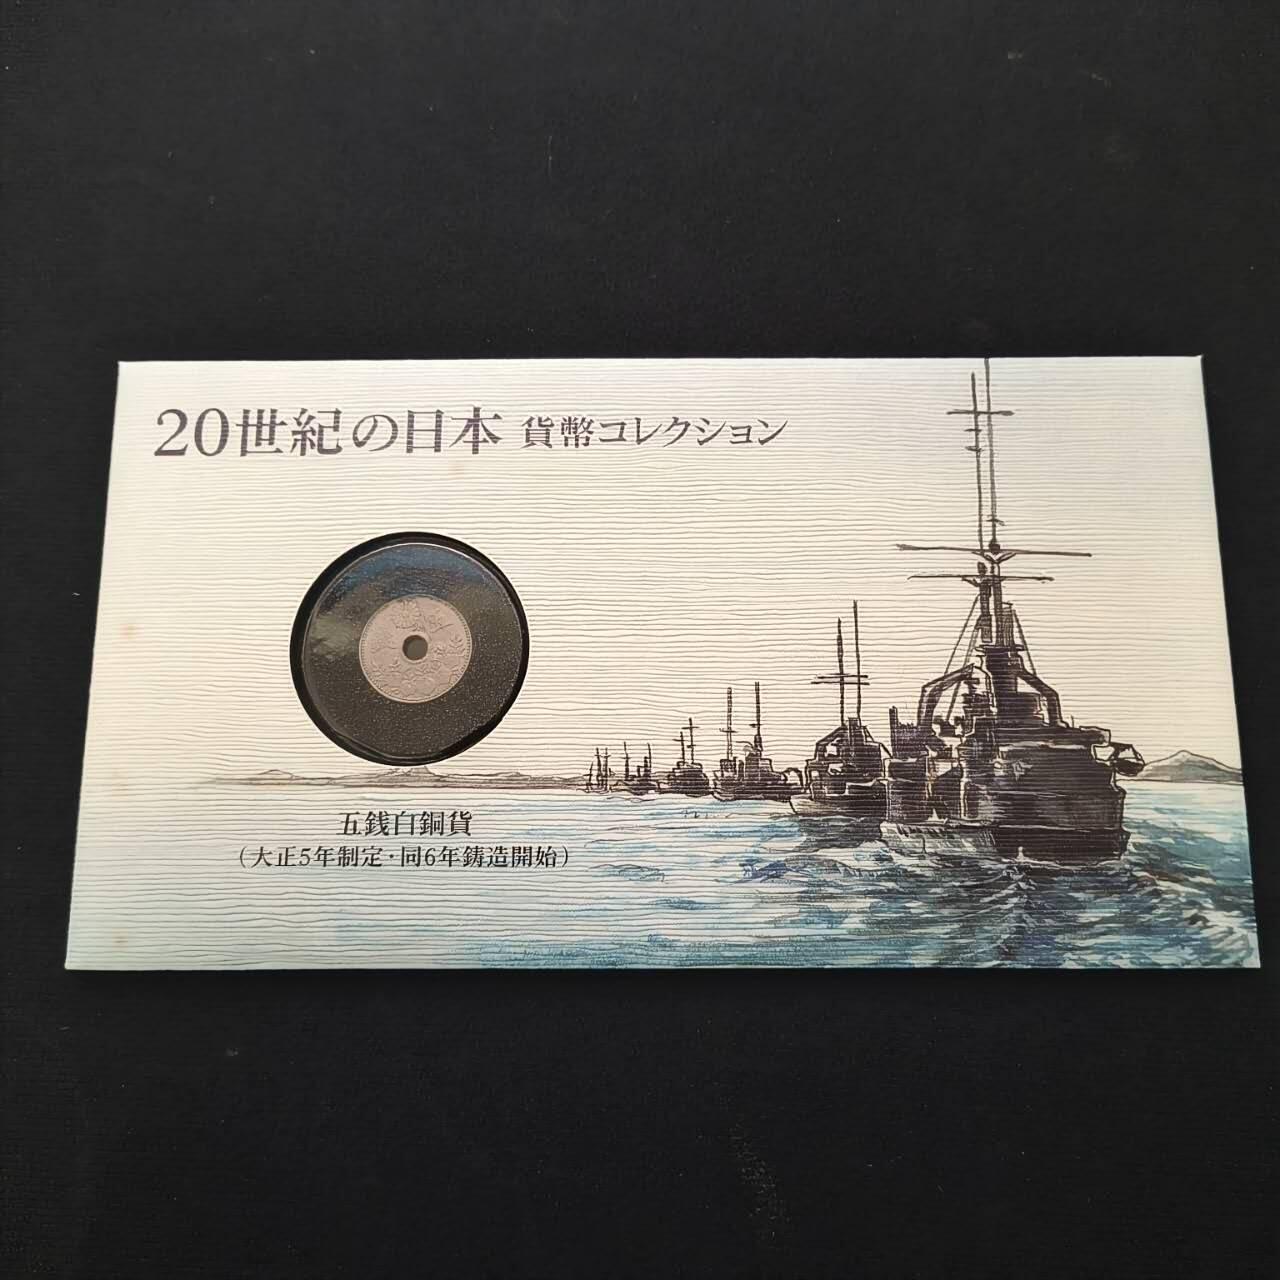 20世紀の日本 貨幣コレクション
五銭白銅貨
（大正5年制定・同6年鋳造開始）